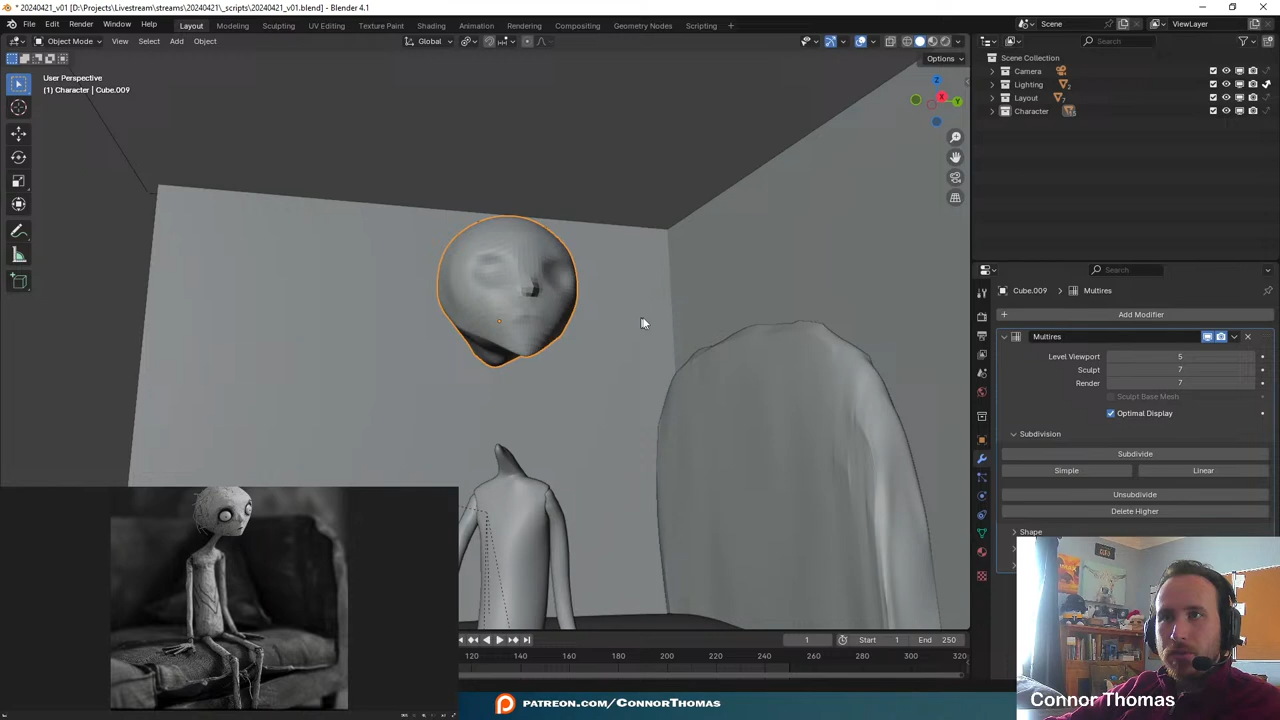 * 20240421_v01 [D:\Projects\Livestream\streams\20240421\_scripts\20240421_v01.blend] - Blender 4.1
File Edit Render Window Help Layout Modeling Sculpting UV Editing Texture Paint Shading Animation Rendering Compositing Geometry Nodes Scripting + Scene ViewLayer
Object Mode View Select Add Object Global Search
Options
User Perspective
(1) Character | Cube.009
Scene Collection
Camera
Lighting 2
Layout
Character
X
Y
Z
Search
Cube.009 > Multires
+ Add Modifier
Multires
Level Viewport 5
Sculpt 7
Render 7
Sculpt Base Mesh
Optimal Display
Subdivision
Subdivide
Simple Linear
Unsubdivide
Delete Higher
Shape
1 Start 1 End 250
120 140 160 180 200 220 240 260 280 300 320
PATREON.COM/CONNORTHOMAS
Connor Thomas